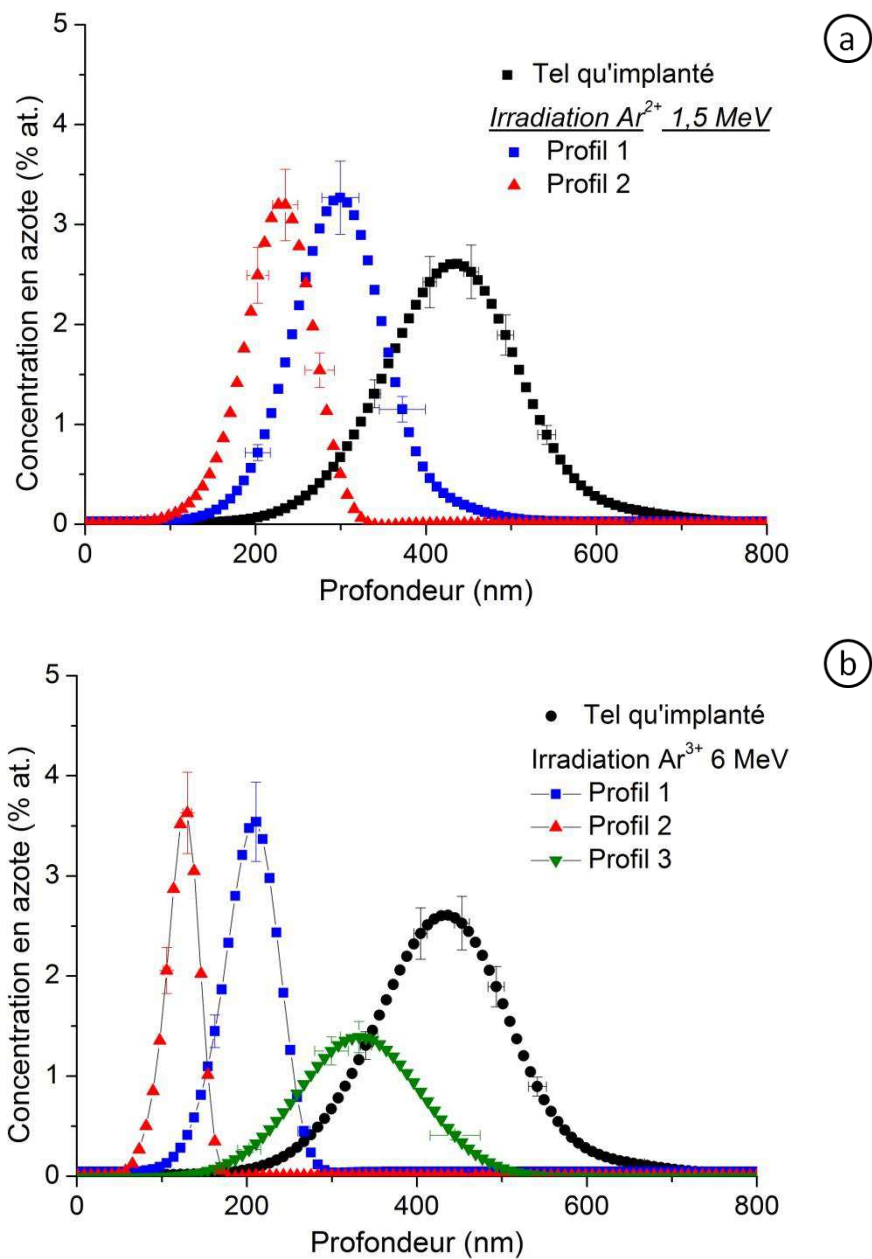 a
5
4
3
2
1
0
Concentration en azote (% at.)
Tel qu'implanté
Irradiation Ar2+ 1,5 MeV
Profil 1
Profil 2
0 200 400 600 800
Profondeur (nm)
b
5
4
3
2
1
0
Concentration en azote (% at.)
Tel qu'implanté
Irradiation Ar3+ 6 MeV
Profil 1
Profil 2
Profil 3
0 200 400 600 800
Profondeur (nm)